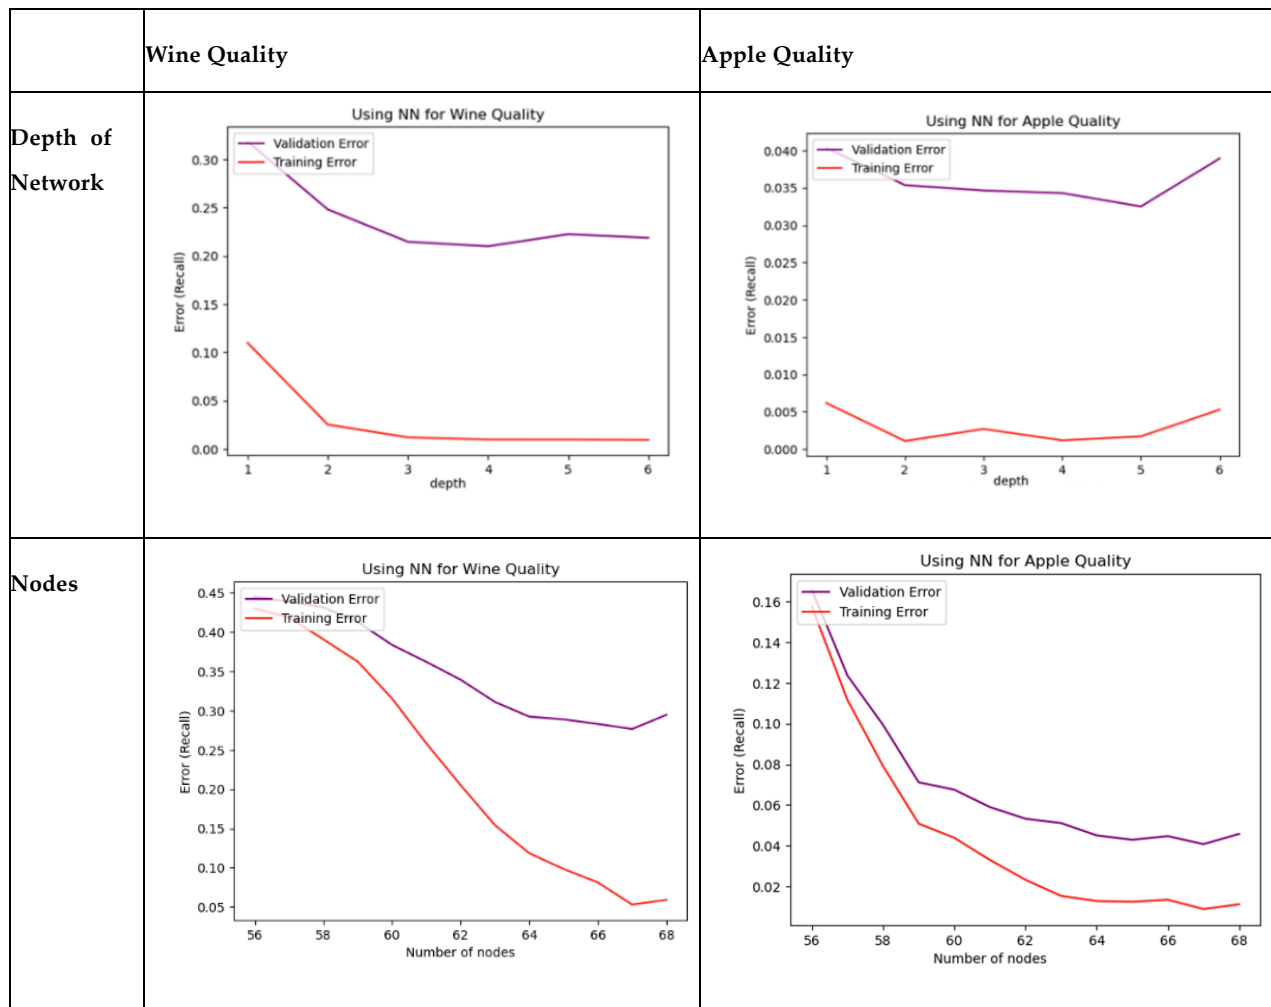 Wine Quality
Apple Quality
Depth of
Network
Using NN for Wine Quality
Validation Error
Training Error
0.30
0.25
0.20
0.15
0.10
0.05
0.00
Error (Recall)
1 2 3 4 5 6
depth
Using NN for Apple Quality
Validation Error
Training Error
0.040
0.035
0.030
0.025
0.020
0.015
0.010
0.005
0.000
Error (Recall)
1 2 3 4 5 6
depth
Nodes
Using NN for Wine Quality
Validation Error
Training Error
0.45
0.40
0.35
0.30
0.25
0.20
0.15
0.10
0.05
Error (Recall)
56 58 60 62 64 66 68
Number of nodes
Using NN for Apple Quality
Validation Error
Training Error
0.16
0.14
0.12
0.10
0.08
0.06
0.04
0.02
Error (Recall)
56 58 60 62 64 66 68
Number of nodes